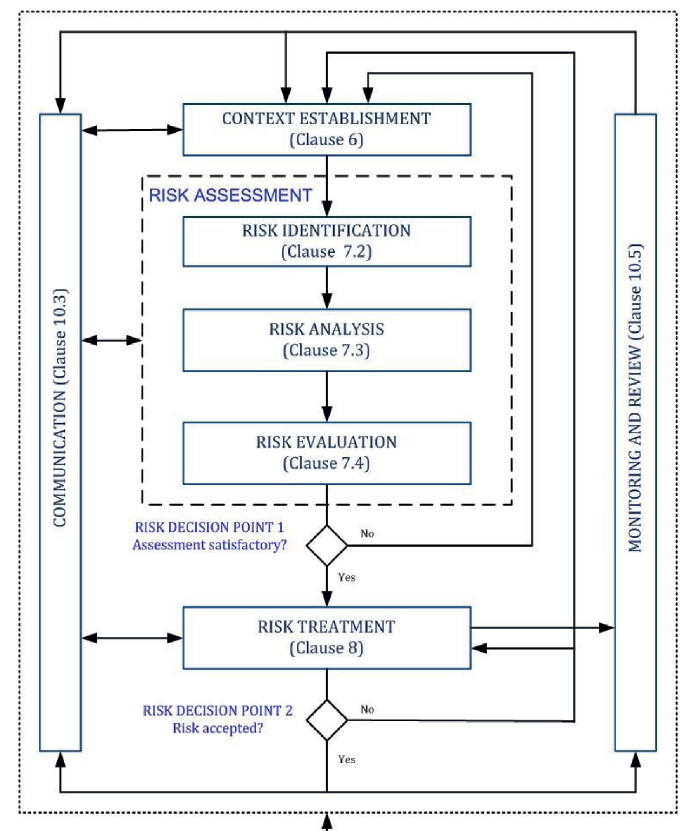 CONTEXT ESTABLISHMENT
(Clause 6)
RISK ASSESSMENT
RISK IDENTIFICATION
(Clause 7.2)
RISK ANALYSIS
(Clause 7.3)
RISK EVALUATION
(Clause 7.4)
COMMUNICATION (Clause 10.3)
MONITORING AND REVIEW (Clause 10.5)
RISK DECISION POINT 1
Assessment satisfactory?
No
Yes
RISK TREATMENT
(Clause 8)
RISK DECISION POINT 2
Risk accepted?
No
Yes